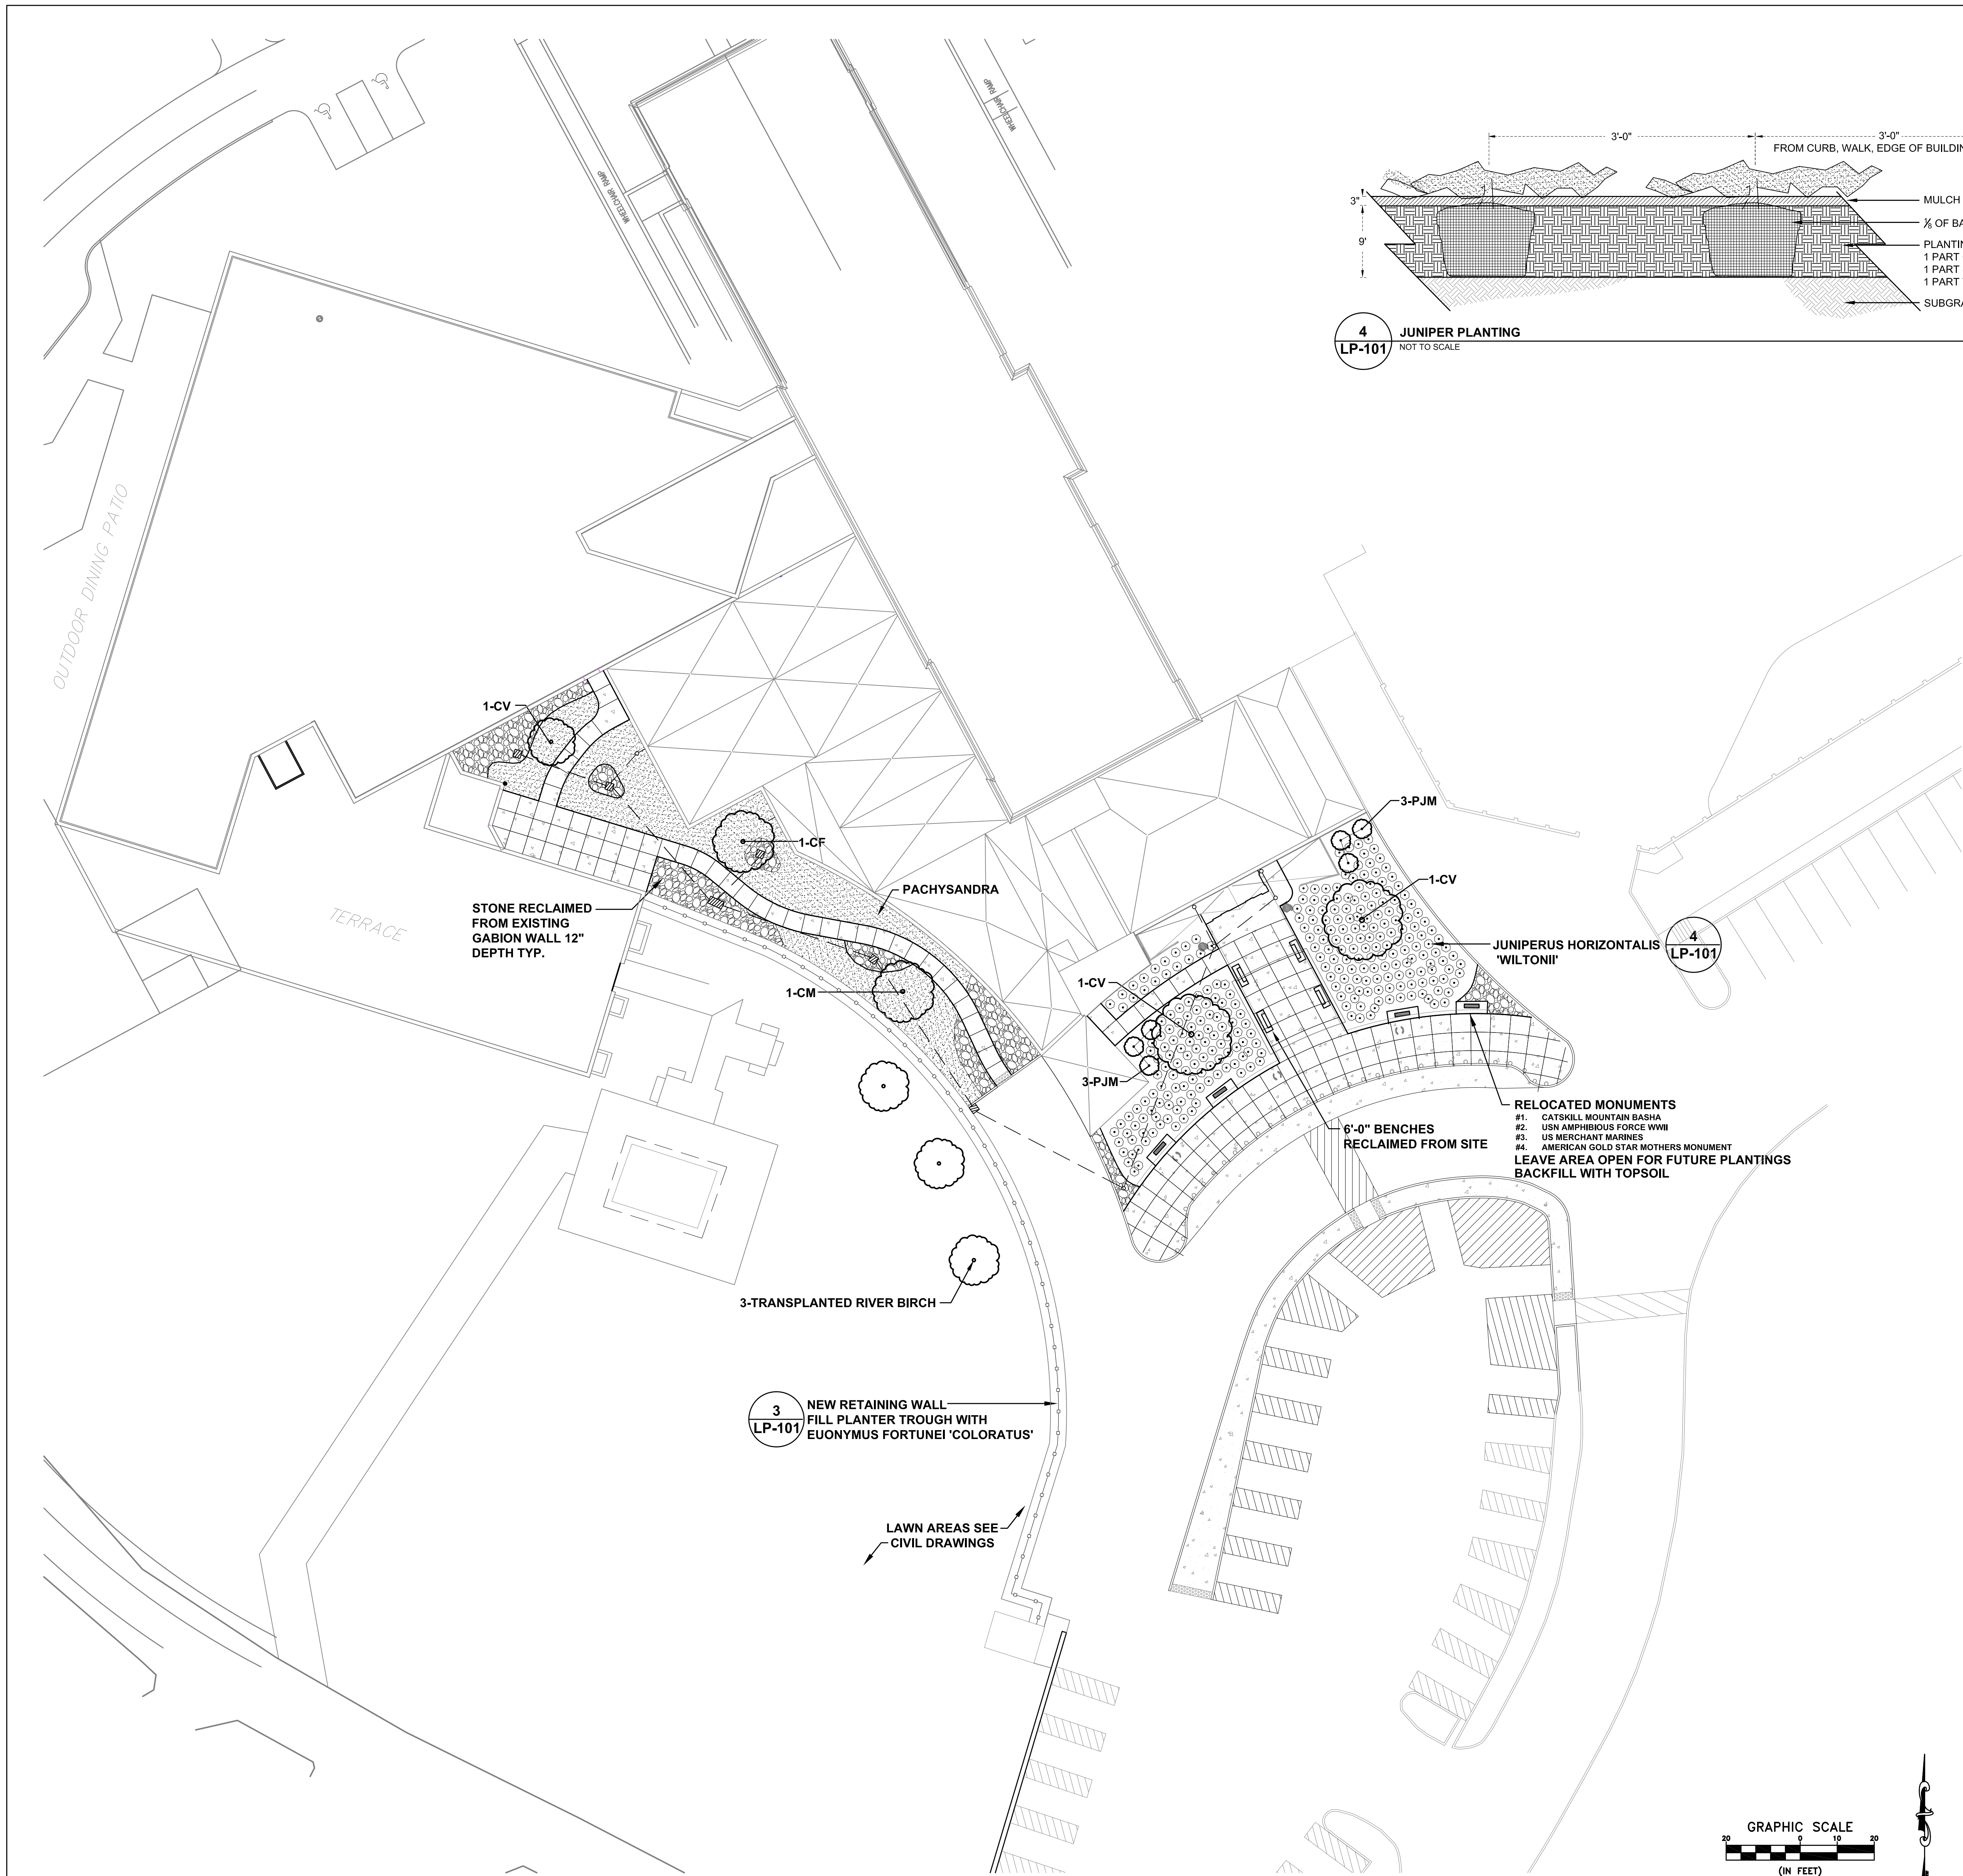 WHEELCHAIR RAMP
WHEELCHAIR RAMP
3'-0"
3'-0"
FROM CURB, WALK, EDGE OF
3"
9'
MULCH
OF
1 PART
1 PART
1 PART
4
LP-101
JUNIPER PLANTING
NOT TO SCALE
OUTDOOR DINING PATIO
1-CV
1-CF
PACHYSANDRA
STONE RECLAIMED
FROM EXISTING
GABION WALL 12"
DEPTH TYP.
TERRACE
1-CM
3-PJM
1-CV
JUNIPERUS HORIZONTALIS
'WILTONII'
4
LP-101
1-CV
3-PJM
6'-0" BENCHES
RECLAIMED FROM SITE
RELOCATED MONUMENTS
#1. CATSKILL MOUNTAIN BASHA
#2. USN AMPHIBIOUS FORCE WWII
#3. US MERCHANT MARINES
#4. AMERICAN GOLD STAR MOTHERS MONUMENT
LEAVE AREA OPEN FOR FUTURE PLANTINGS
BACKFILL WITH TOPSOIL
3-TRANSPLANTED RIVER BIRCH
3
LP-101
NEW RETAINING WALL
FILL PLANTER TROUGH WITH
EUONYMUS FORTUNEI 'COLORATUS'
LAWN AREAS SEE
CIVIL DRAWINGS
GRAPHIC SCALE
20 0 10 20
(IN FEET)